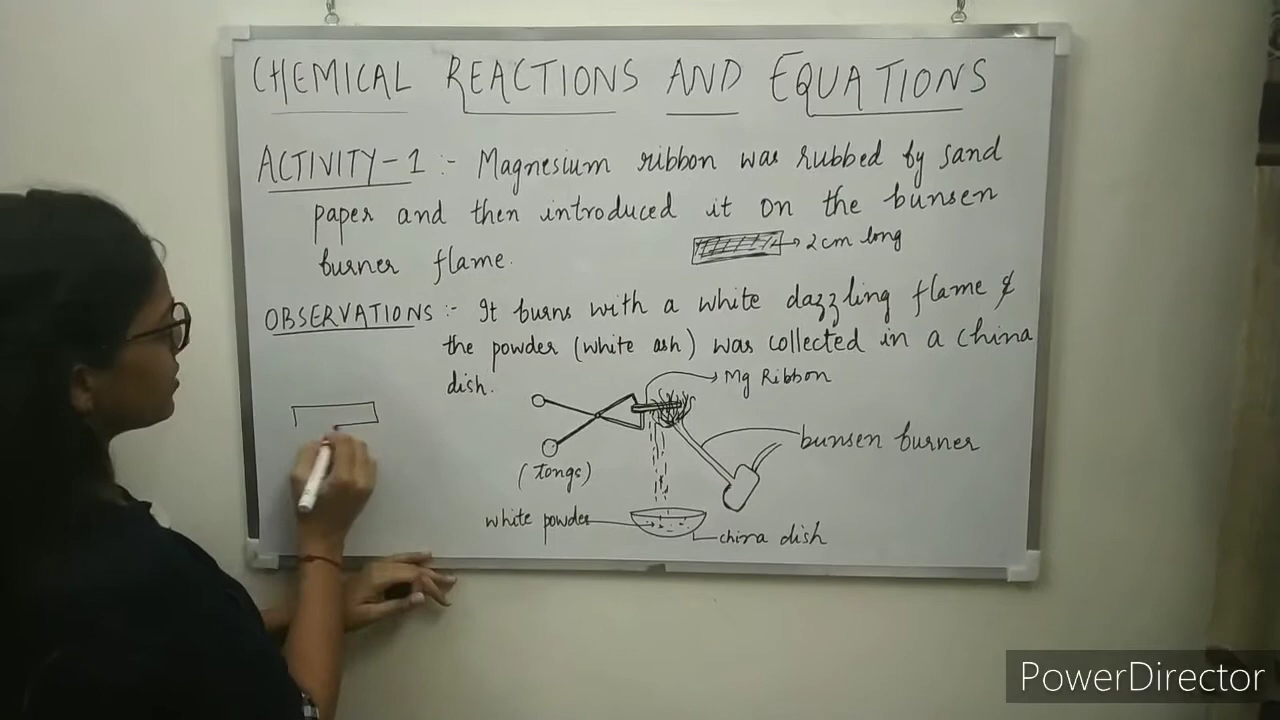 CHEMICAL REACTIONS AND EQUATIONS
ACTIVITY-1 :- Magnesium ribbon was rubbed by sand
paper and then introduced it on the bunsen
burner flame.
2 cm long
OBSERVATIONS :- It burns with a white dazzling flame &
the powder (white ash) was collected in a china
dish.
Mg Ribbon
bunsen burner
(tongs)
white powder
china dish
PowerDirector